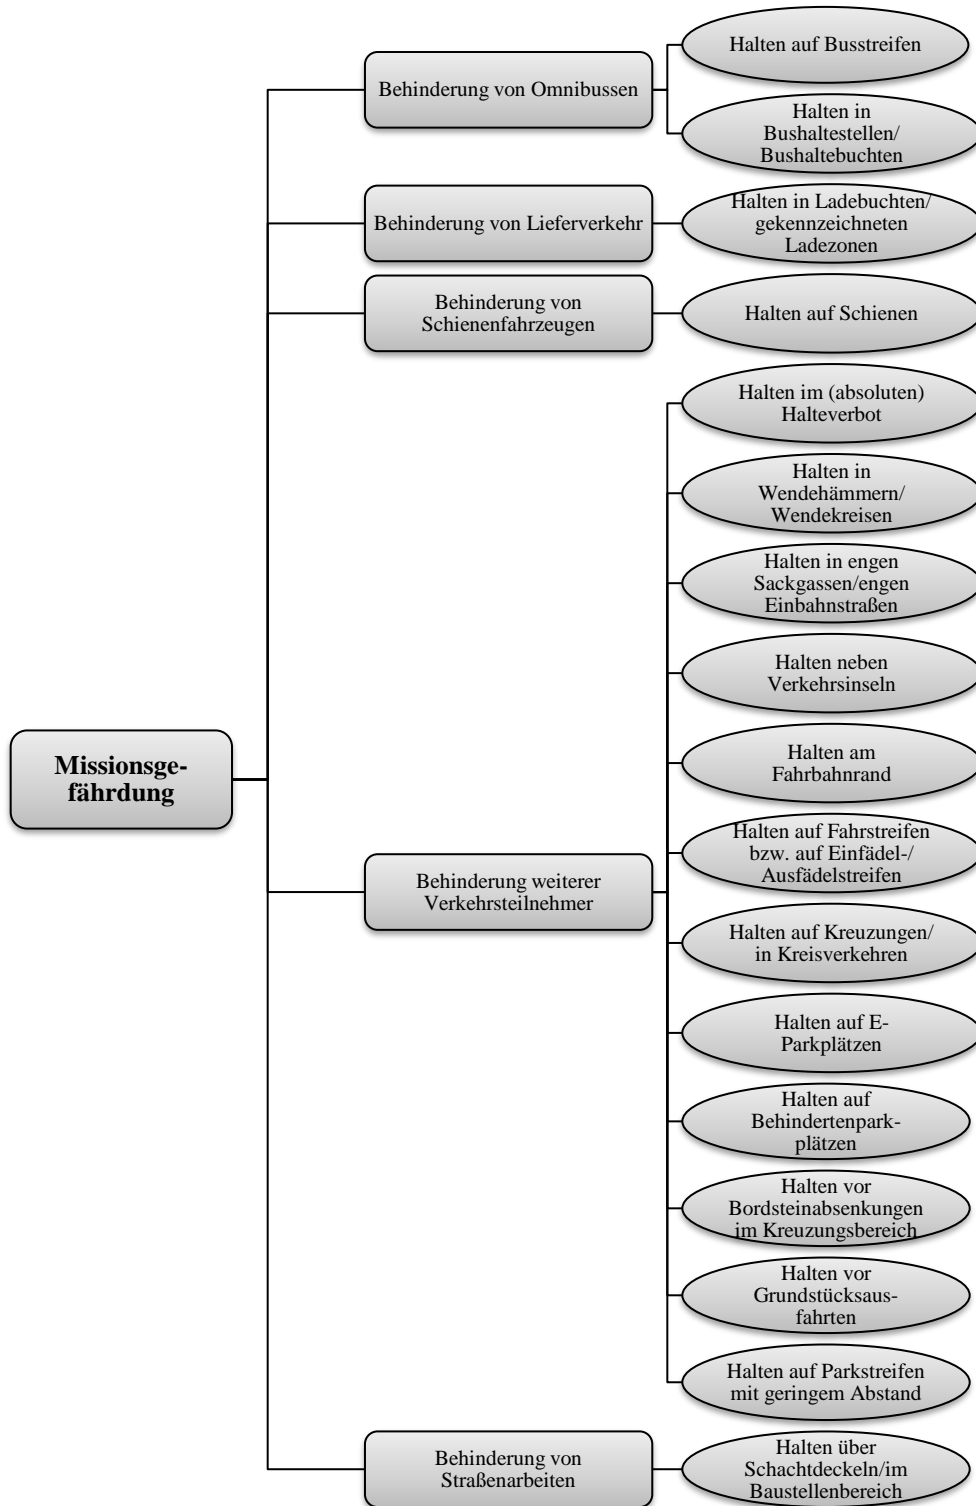 Missionsge-
fährdung
Behinderung von Omnibussen
Halten auf Busstreifen
Halten in
Bushaltestellen/
Bushaltebuchten
Behinderung von Lieferverkehr
Halten in Ladebuchten/
gekennzeichneten
Ladezonen
Behinderung von
Schienenfahrzeugen
Halten auf Schienen
Behinderung weiterer
Verkehrsteilnehmer
Halten im (absoluten)
Halteverbot
Halten in
Wendehämmern/
Wendekreisen
Halten in engen
Sackgassen/engen
Einbahnstraßen
Halten neben
Verkehrsinseln
Halten am
Fahrbahnrand
Halten auf Fahrstreifen
bzw. auf Einfädel-/
Ausfädelstreifen
Halten auf Kreuzungen/
in Kreisverkehren
Halten auf E-
Parkplätzen
Halten auf
Behindertenpark-
plätzen
Halten vor
Bordsteinabsenkungen
im Kreuzungsbereich
Halten vor
Grundstücksaus-
fahrten
Halten auf Parkstreifen
mit geringem Abstand
Behinderung von
Straßenarbeiten
Halten über
Schachtdeckeln/im
Baustellenbereich